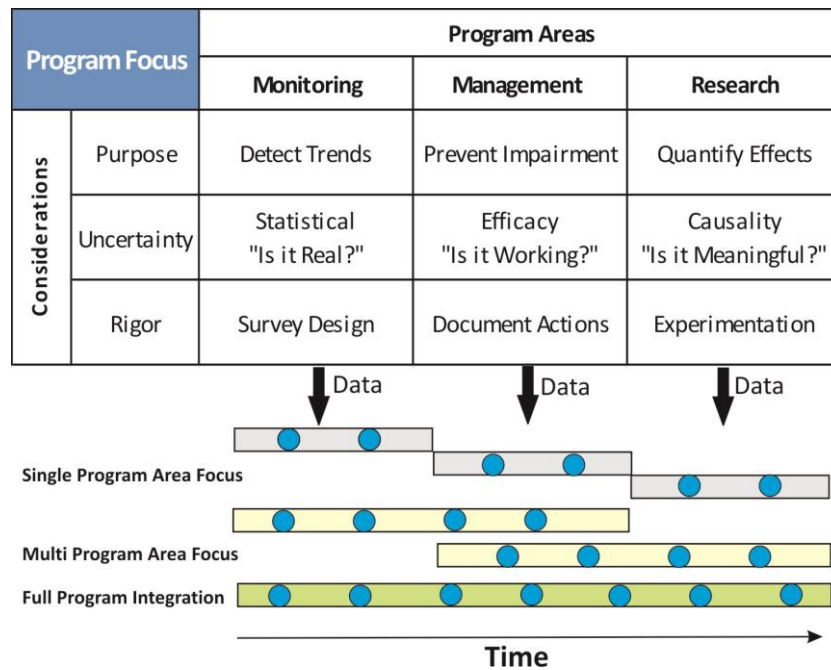 Program Focus
Program Areas
Monitoring
Management
Research
Considerations
Purpose
Detect Trends
Prevent Impairment
Quantify Effects
Uncertainty
Statistical
"Is it Real?"
Efficacy
"Is it Working?"
Causality
"Is it Meaningful?"
Rigor
Survey Design
Document Actions
Experimentation
Data
Data
Data
Single Program Area Focus
Multi Program Area Focus
Full Program Integration
Time